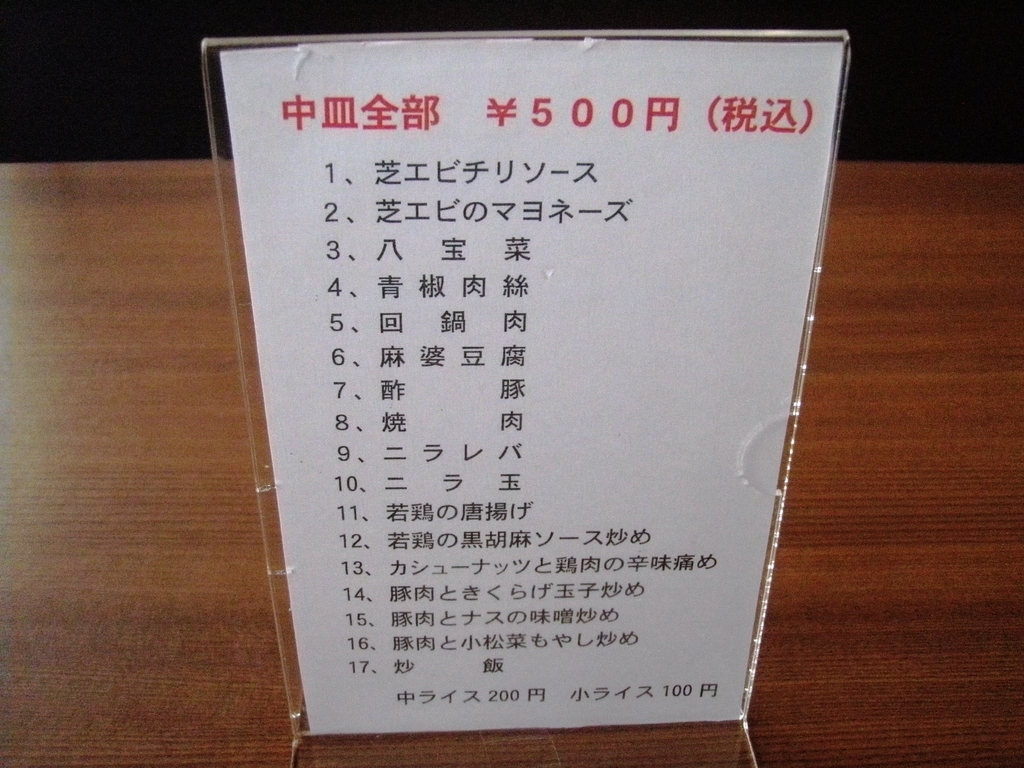 中皿全部　￥５００円（税込）
1、芝エビチリソース
2、芝エビのマヨネーズ
3、八　宝　菜
4、青 椒 肉 絲
5、回　鍋　肉
6、麻 婆 豆 腐
7、酢　　　豚
8、焼　　　肉
9、ニ ラ レ バ
10、ニ　ラ　玉
11、若鶏の唐揚げ
12、若鶏の黒胡麻ソース炒め
13、カシューナッツと鶏肉の辛味痛め
14、豚肉ときくらげ玉子炒め
15、豚肉とナスの味噌炒め
16、豚肉と小松菜もやし炒め
17、炒　　　飯
中ライス 200 円　小ライス 100 円